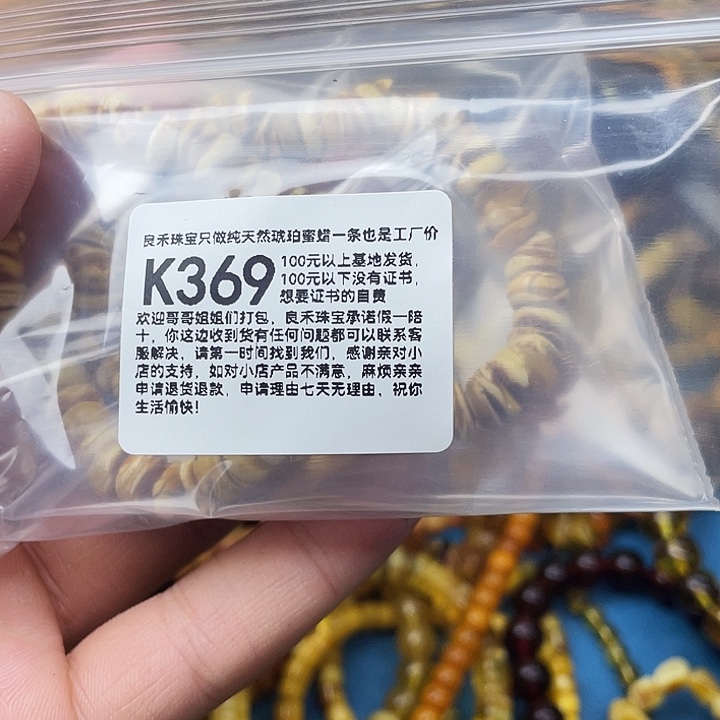 良禾珠宝只做纯天然琥珀蜜蜡一条也是工厂价
K369
100元以上基地发货，
100元以下没有证书，
想要证书的自费
欢迎哥哥姐姐们打包，良禾珠宝承诺假一陪
十，你这边收到货有任何问题都可以联系客
服解决，请第一时间找到我们，感谢亲对小
店的支持，如对小店产品不满意，麻烦亲亲
申请退货退款，申请理由七天无理由，祝你
生活愉快！